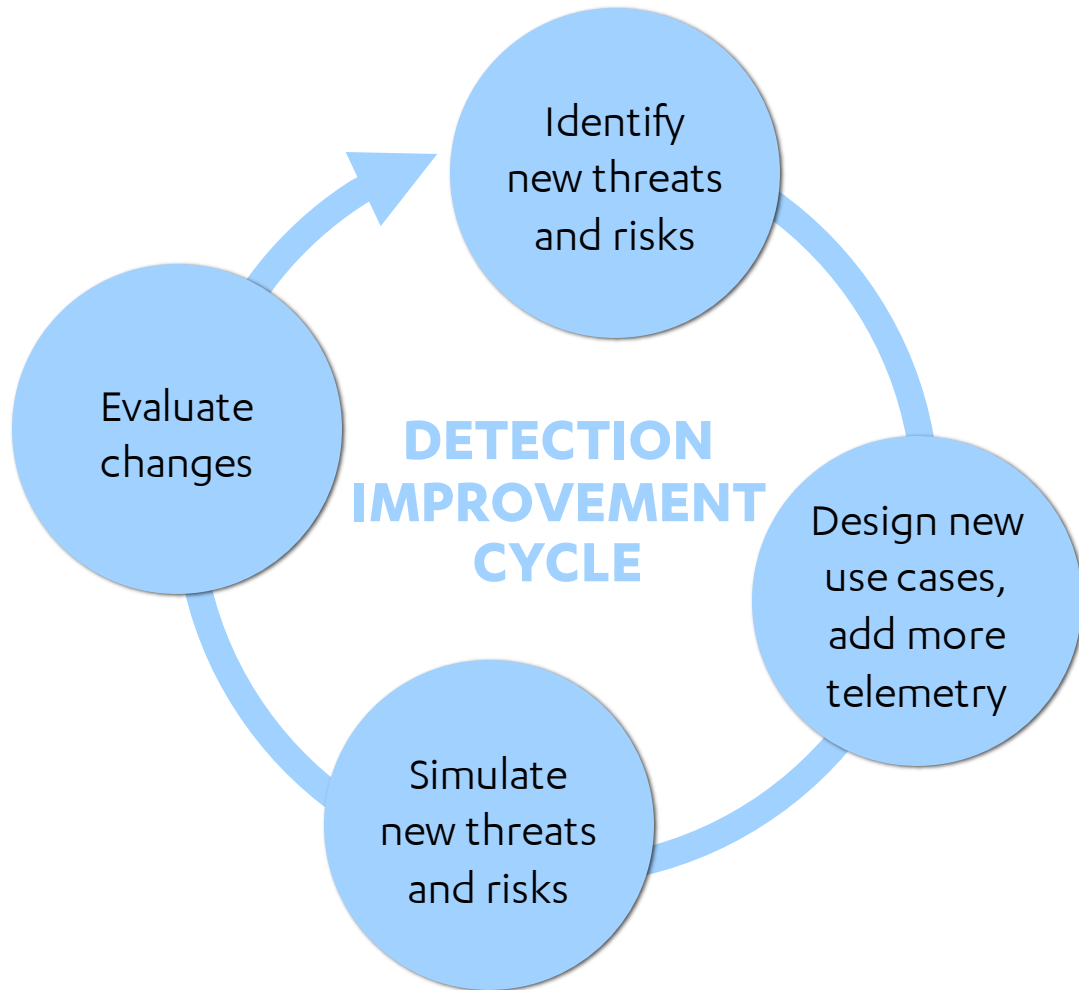 Identify
new threats
and risks
Evaluate
changes
DETECTION
IMPROVEMENT
CYCLE
Design new
use cases,
add more
telemetry
Simulate
new threats
and risks